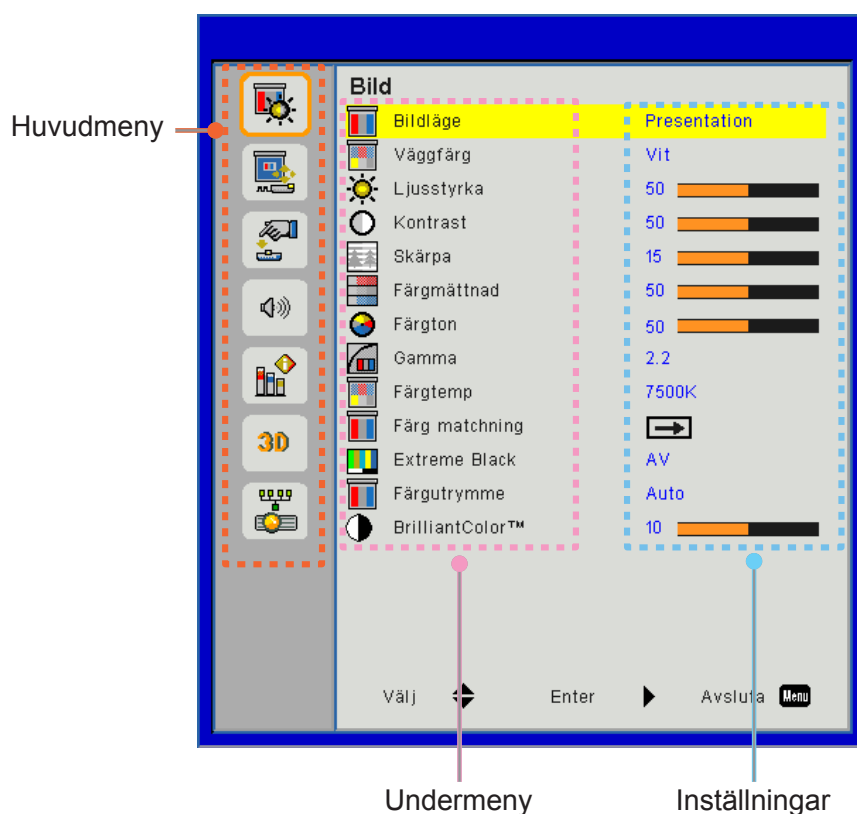 Bild
Huvudmeny
Bildläge Presentation
Väggfärg Vit
Ljusstyrka 50
Kontrast 50
Skärpa 15
Färgmättnad 50
Färgton 50
Gamma 2.2
Färgtemp 7500K
Färg matchning
3D
Extreme Black AV
Färgutrymme Auto
BrilliantColor™ 10
Välj Enter Avsluta Menu
Undermeny Inställningar